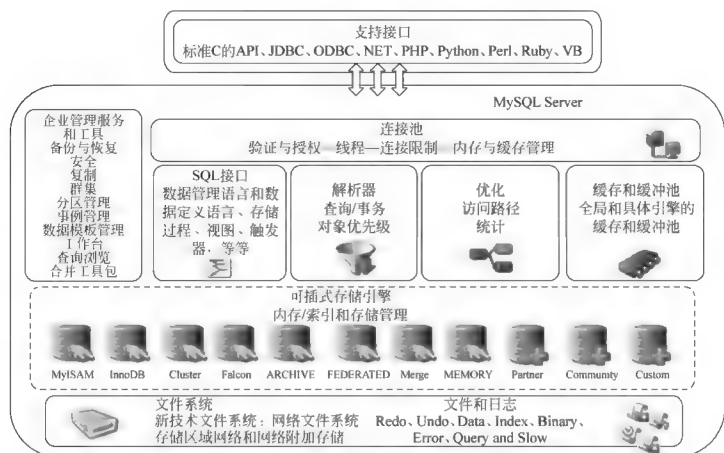 支持接口
标准C的API、JDBC、ODBC、NET、PHP、Python、Perl、Ruby、VB
MySQL Server
企业管理服务
和工具
备份与恢复
安全
复制
群集
分区管理
事例管理
数据模板管理
工作台
查询浏览
合并工具包
连接池
验证与授权—线程—连接限制—内存与缓存管理
SQL接口
数据管理语言和数
据定义语言、存储
过程、视图、触发
器,等等
解析器
查询/事务
对象优先级
优化
访问路径
统计
缓存和缓冲池
全局和具体引擎的
缓存和缓冲池
可插式存储引擎
内存/索引和存储管理
MyISAM
InnoDB
Cluster
Falcon
ARCHIVE
FEDERATED
Merge
MEMORY
Partner
Community
Custom
文件系统
新技术文件系统:网络文件系统
存储区域网络和网络附加存储
文件和日志
Redo、Undo、Data、Index、Binary、
Error、Query and Slow